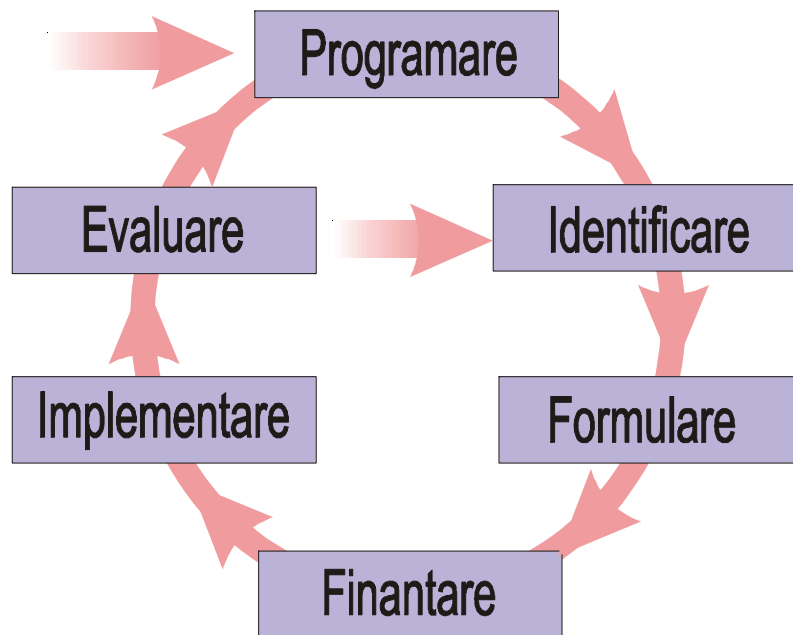 Programare
Evaluare
Identificare
Implementare
Formulare
Finantare